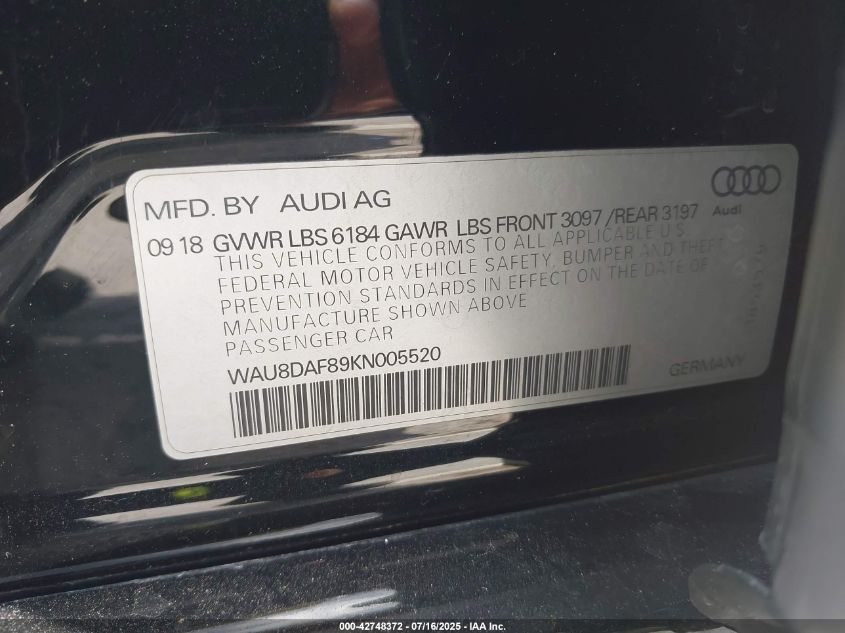 MFD. BY AUDI AG
Audi
09 18 GVWR LBS 6184 GAWR LBS FRONT 3097 /REAR 3197
THIS VEHICLE CONFORMS TO ALL APPLICABLE U.S.
FEDERAL MOTOR VEHICLE SAFETY, BUMPER AND THEFT
PREVENTION STANDARDS IN EFFECT ON THE DATE OF
MANUFACTURE SHOWN ABOVE
PASSENGER CAR
WAU8DAF89KN005520
GERMANY
000-42748372 - 07/16/2025 - IAA Inc.